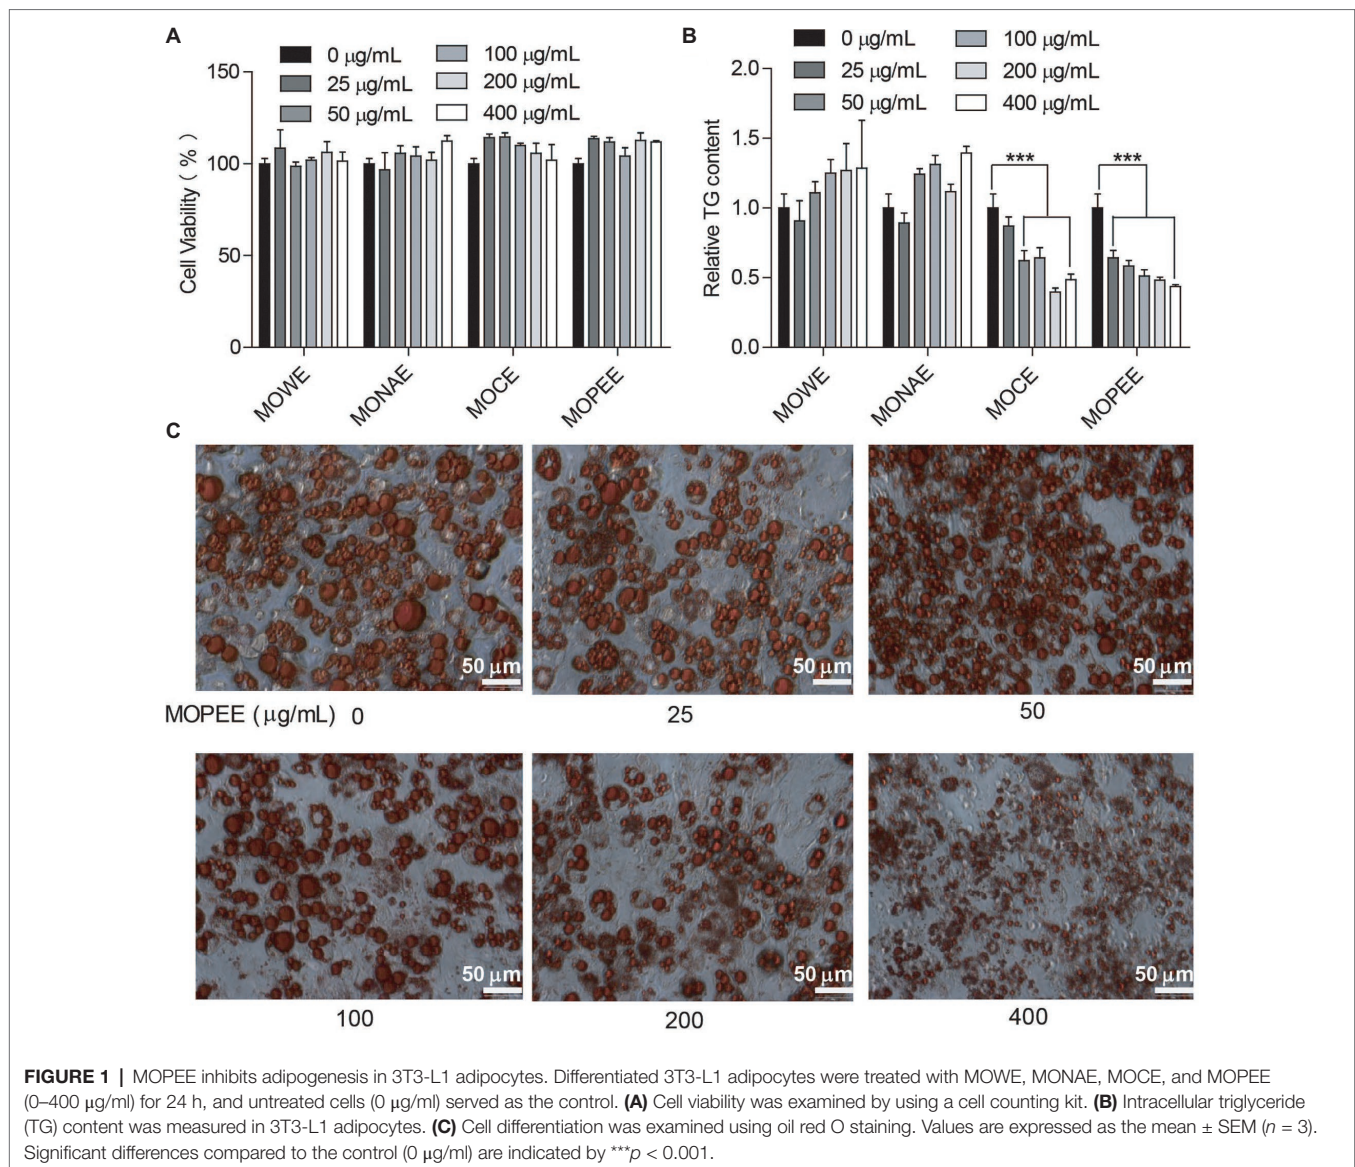 A
0 μg/mL
25 μg/mL
50 μg/mL
100 μg/mL
200 μg/mL
400 μg/mL
Cell Viability ( % )
150
100
50
0
MOWE
MONAE
MOCE
MOPEE
B
0 μg/mL
25 μg/mL
50 μg/mL
100 μg/mL
200 μg/mL
400 μg/mL
Relative TG content
2.0
1.5
1.0
0.5
0.0
***
***
MOWE
MONAE
MOCE
MOPEE
C
50 μm
50 μm
50 μm
MOPEE (μg/mL) 0
25
50
50 μm
50 μm
50 μm
100
200
400
FIGURE 1 | MOPEE inhibits adipogenesis in 3T3-L1 adipocytes. Differentiated 3T3-L1 adipocytes were treated with MOWE, MONAE, MOCE, and MOPEE
(0–400 μg/ml) for 24 h, and untreated cells (0 μg/ml) served as the control. (A) Cell viability was examined by using a cell counting kit. (B) Intracellular triglyceride
(TG) content was measured in 3T3-L1 adipocytes. (C) Cell differentiation was examined using oil red O staining. Values are expressed as the mean ± SEM (n = 3).
Significant differences compared to the control (0 μg/ml) are indicated by ***p < 0.001.